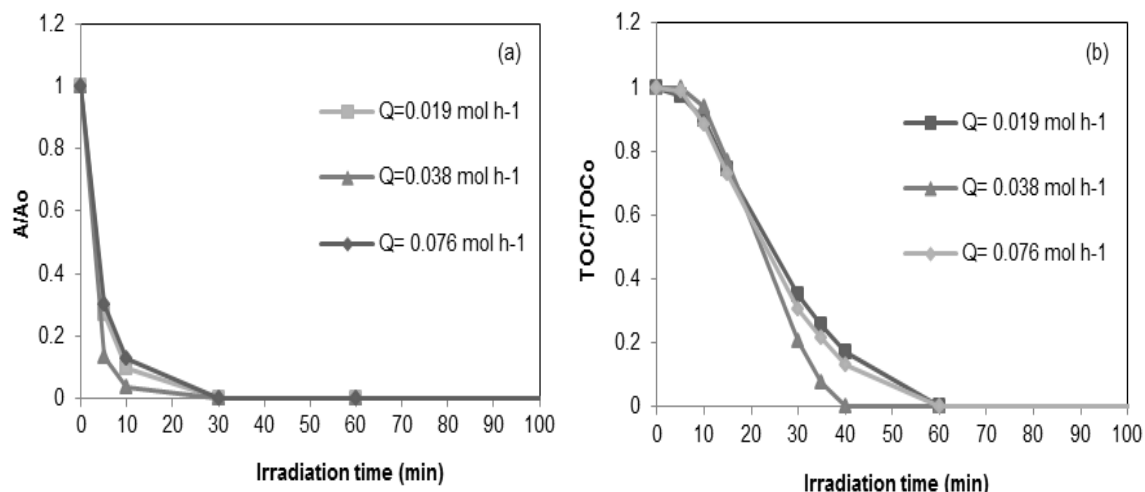 1.2
(a)
1
0.8
0.6
0.4
0.2
0
A/Ao
Q=0.019 mol h-1
Q=0.038 mol h-1
Q= 0.076 mol h-1
0 10 20 30 40 50 60 70 80 90 100
Irradiation time (min)
1.2
(b)
1
0.8
0.6
0.4
0.2
0
TOC/TOCo
Q= 0.019 mol h-1
Q= 0.038 mol h-1
Q= 0.076 mol h-1
0 10 20 30 40 50 60 70 80 90 100
Irradiation time (min)